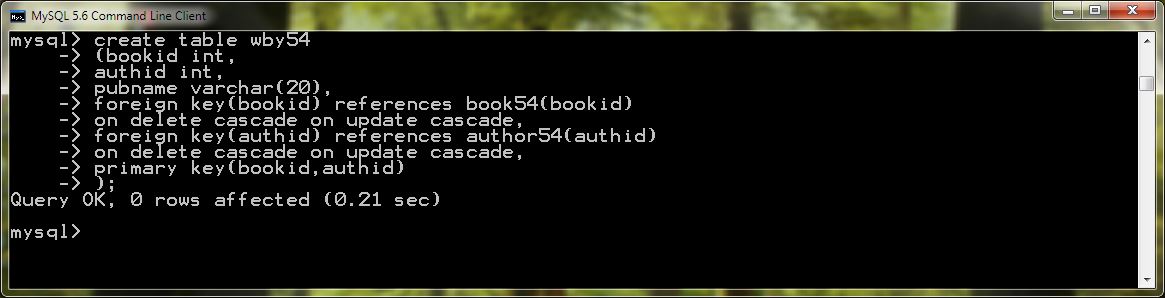 MySQL 5.6 Command Line Client
mysql> create table wby54
    -> (bookid int,
    -> authid int,
    -> pubname varchar(20),
    -> foreign key(bookid) references book54(bookid)
    -> on delete cascade on update cascade,
    -> foreign key(authid) references author54(authid)
    -> on delete cascade on update cascade,
    -> primary key(bookid,authid)
    -> );
Query OK, 0 rows affected (0.21 sec)
mysql>